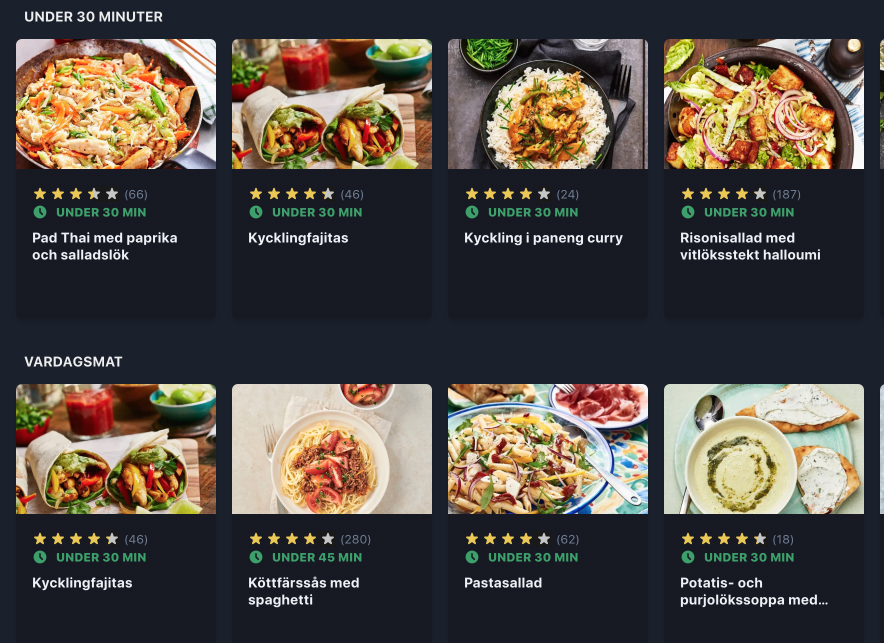 UNDER 30 MINUTER
(66)
UNDER 30 MIN
Pad Thai med paprika
och salladslök
(46)
UNDER 30 MIN
Kycklingfajitas
(24)
UNDER 30 MIN
Kyckling i paneng curry
(187)
UNDER 30 MIN
Risonisallad med
vitlöksstekt halloumi
VARDAGSMAT
(46)
UNDER 30 MIN
Kycklingfajitas
(280)
UNDER 45 MIN
Köttfärssås med
spaghetti
(62)
UNDER 30 MIN
Pastasallad
(18)
UNDER 30 MIN
Potatis- och
purjolökssoppa med...